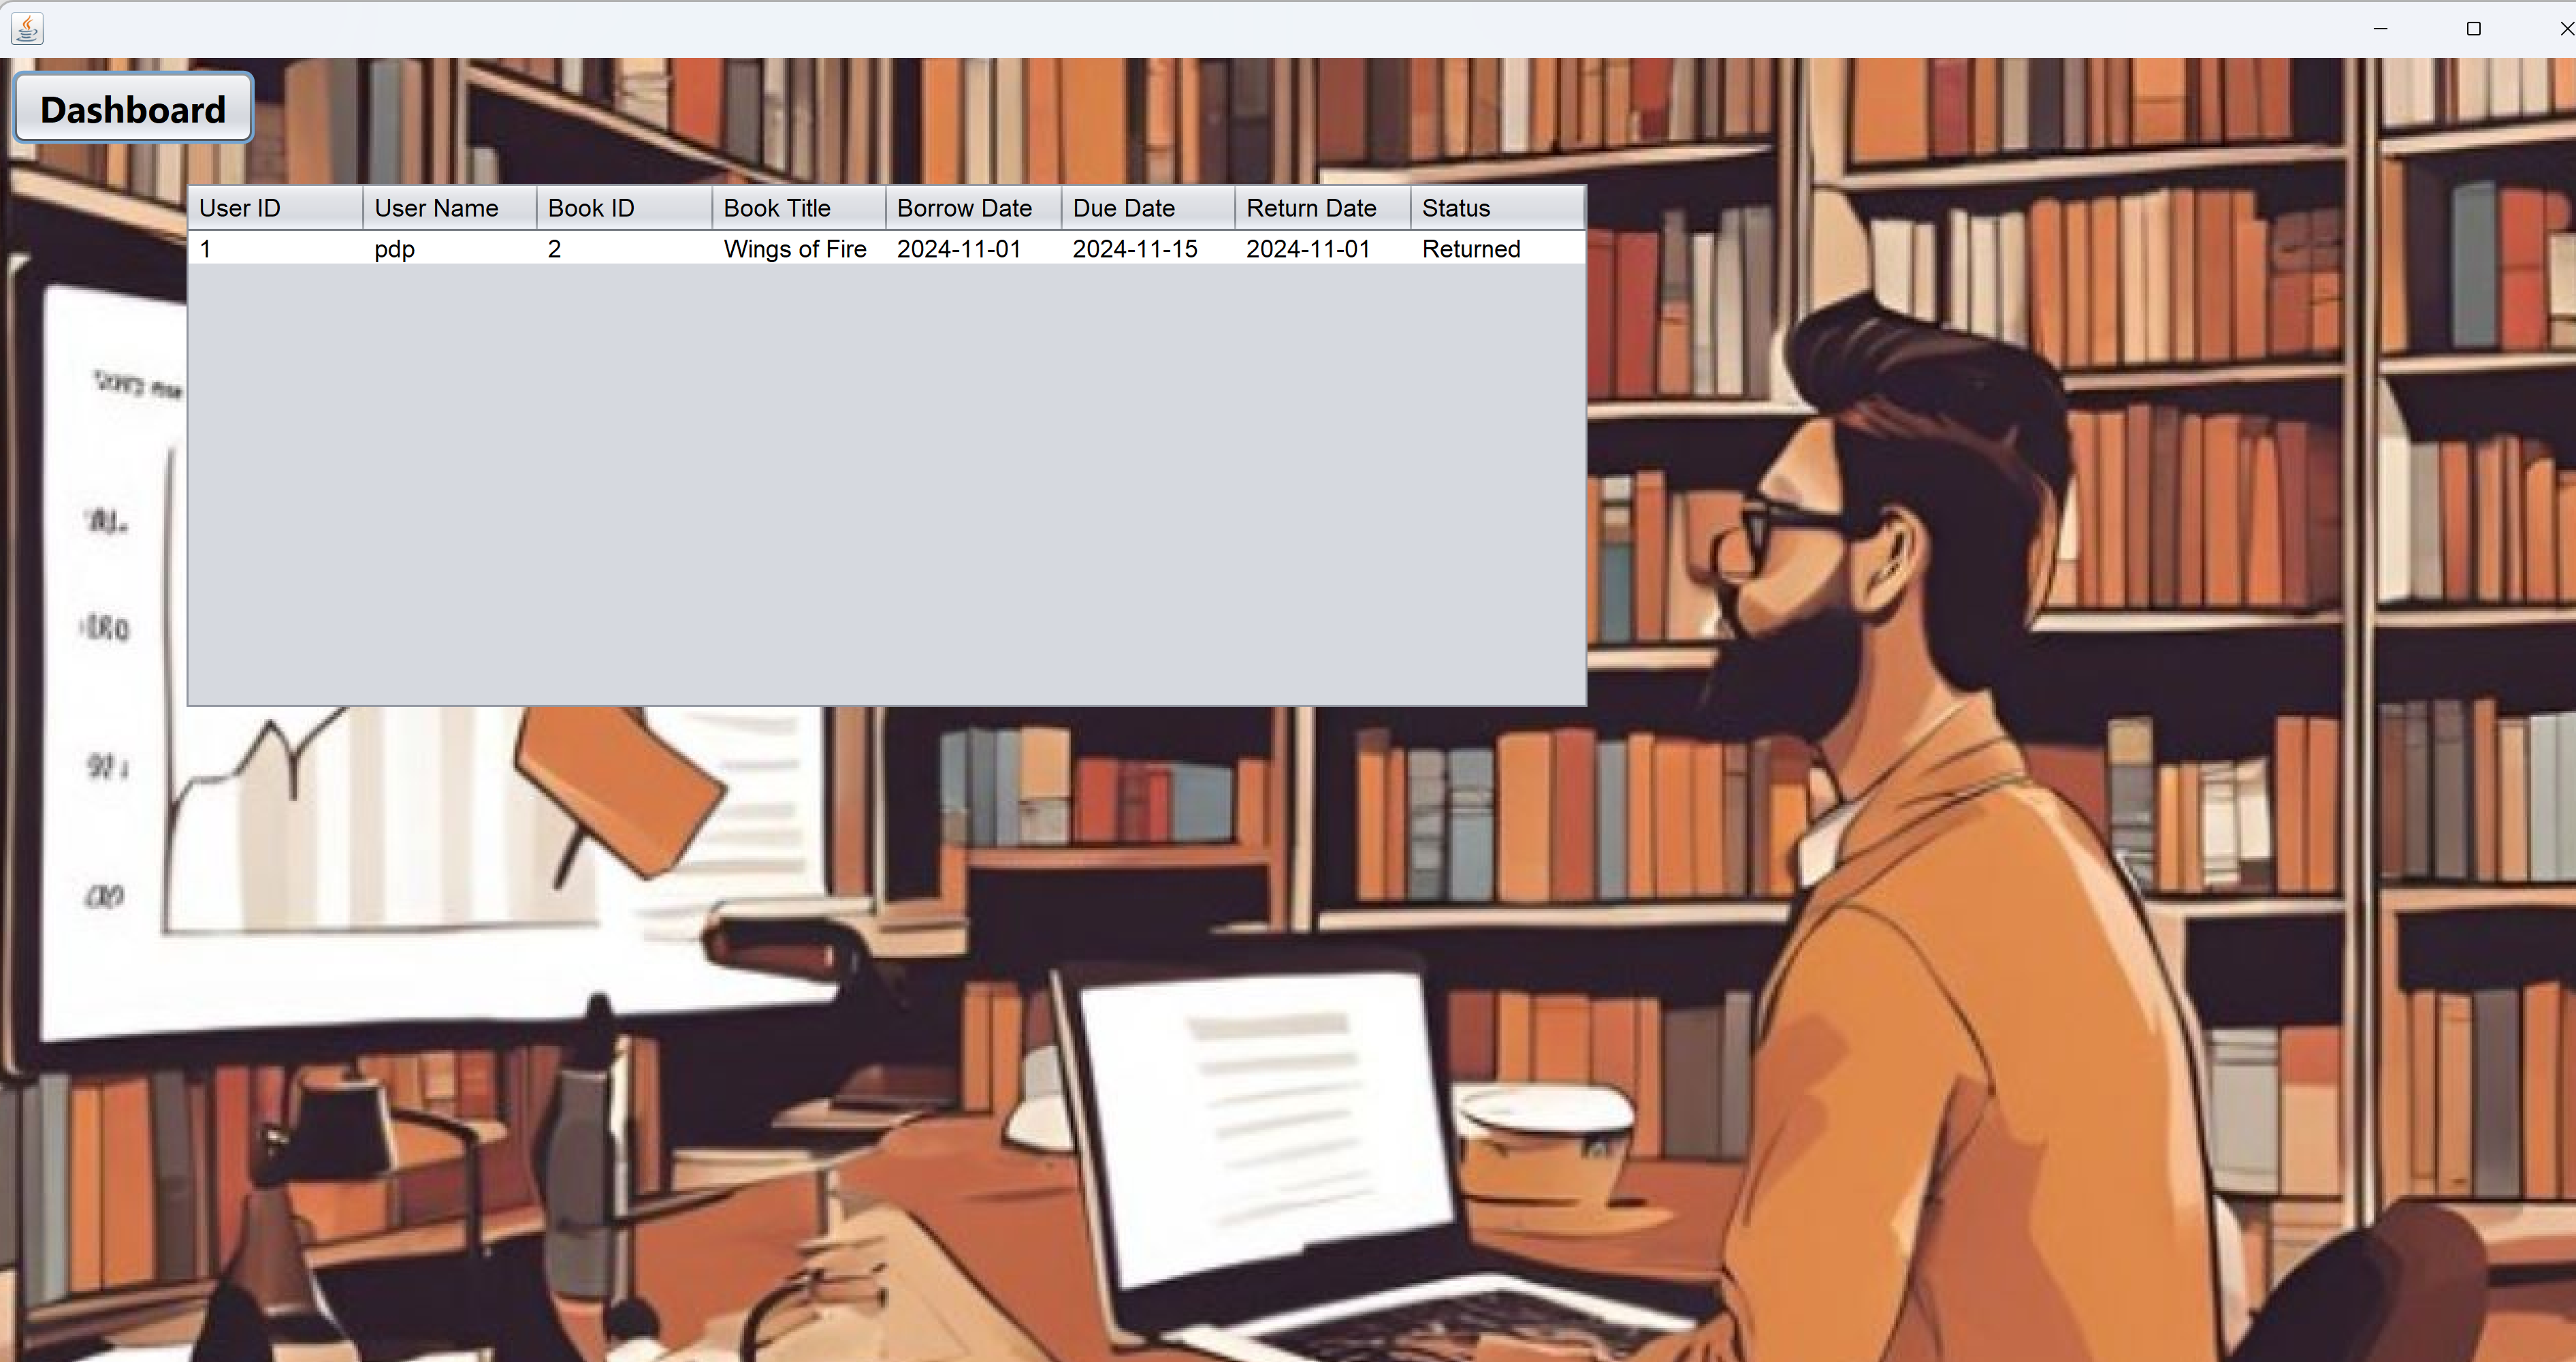 Dashboard
User ID User Name Book ID Book Title Borrow Date Due Date Return Date Status
1 pdp 2 Wings of Fire 2024-11-01 2024-11-15 2024-11-01 Returned